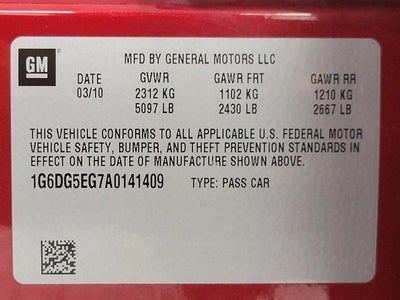 GM
MFD BY GENERAL MOTORS LLC
DATE GVWR GAWR FRT GAWR RR
03/10 2312 KG 1102 KG 1210 KG
5097 LB 2430 LB 2667 LB
THIS VEHICLE CONFORMS TO ALL APPLICABLE U.S. FEDERAL MOTOR
VEHICLE SAFETY, BUMPER, AND THEFT PREVENTION STANDARDS IN
EFFECT ON THE DATE OF MANUFACTURE SHOWN ABOVE.
1G6DG5EG7A0141409 TYPE: PASS CAR